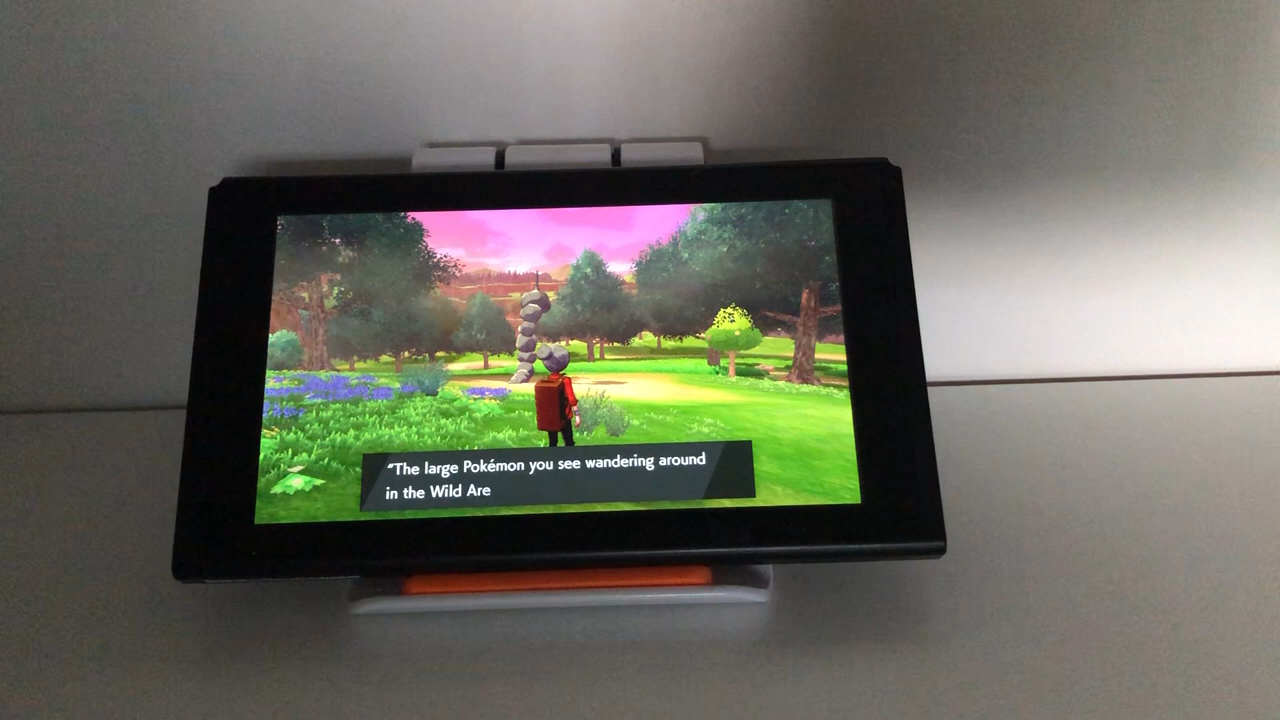 “The large Pokémon you see wandering around
in the Wild Are